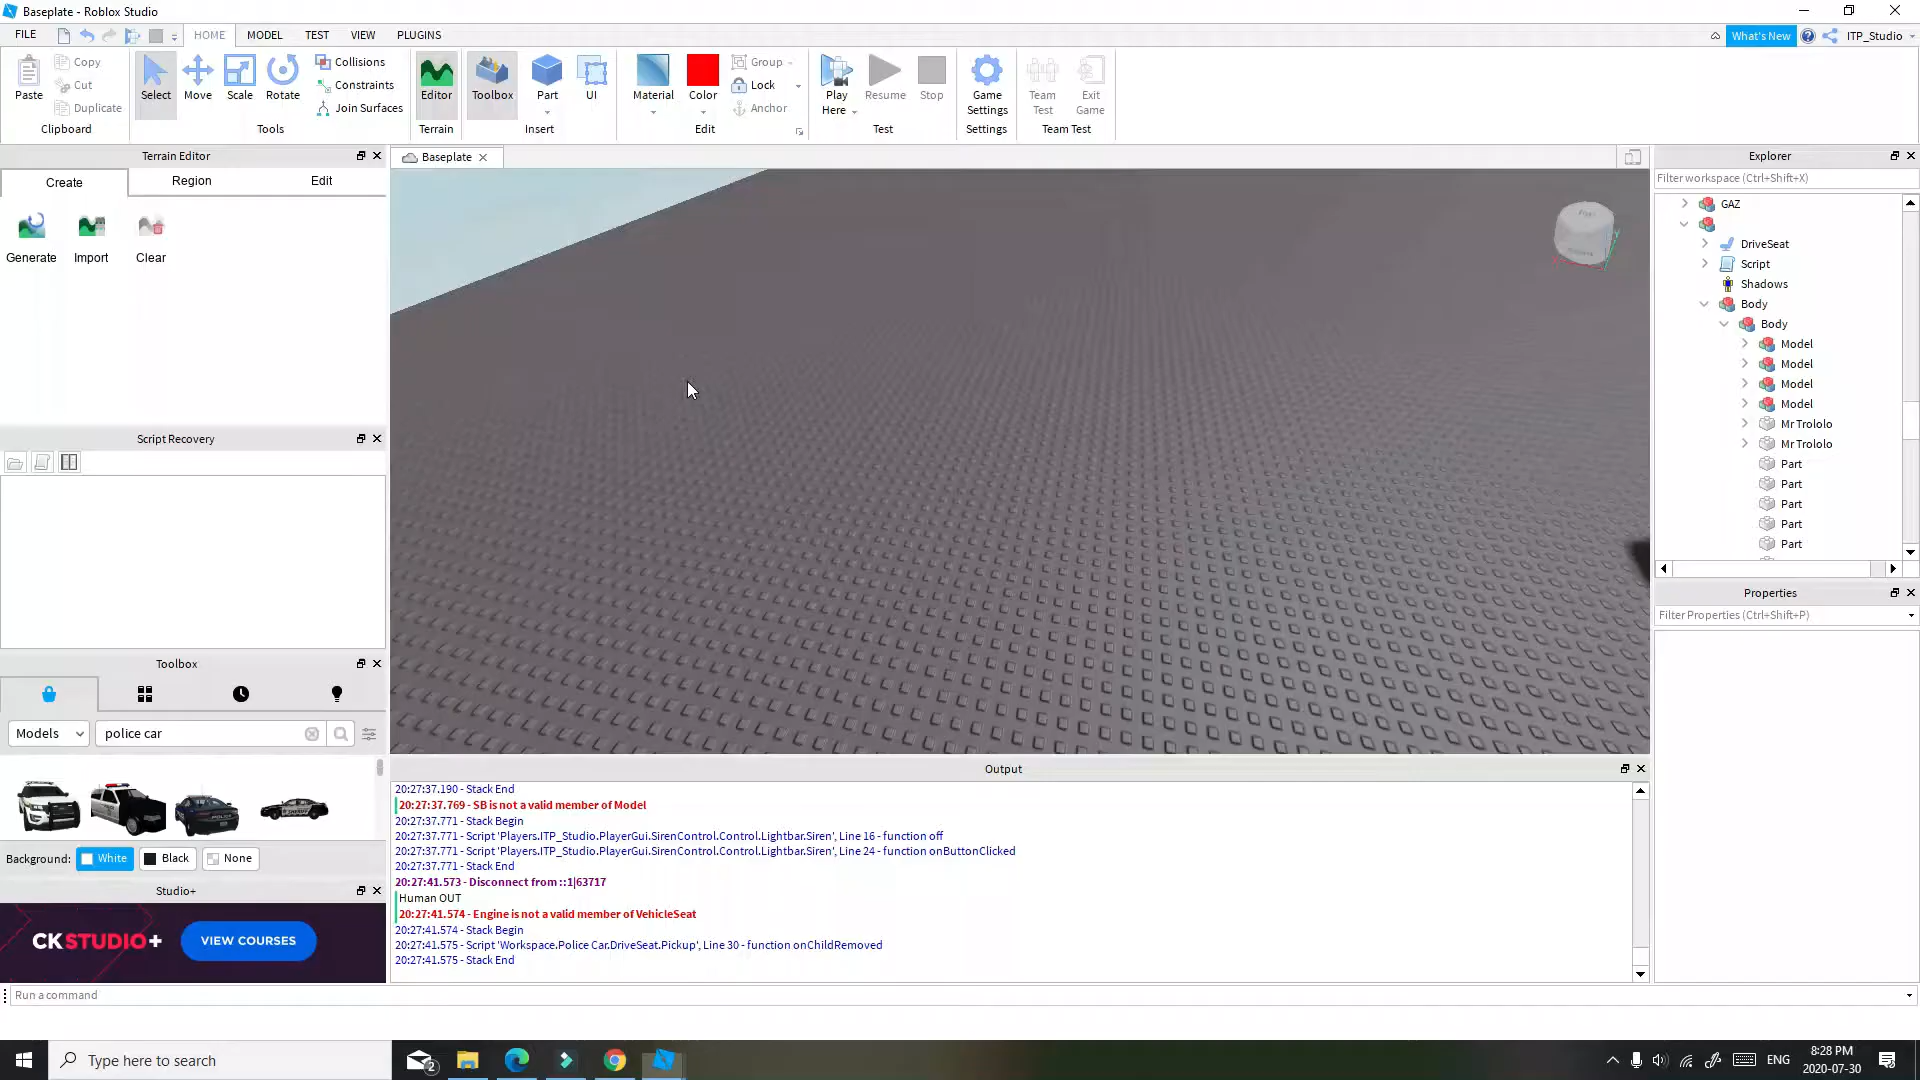 Baseplate - Roblox Studio
FILE
HOME
MODEL
TEST
VIEW
PLUGINS
What's New
ITP_Studio
Paste
Copy
Cut
Duplicate
Clipboard
Select
Move
Scale
Rotate
Collisions
Constraints
Join Surfaces
Tools
Editor
Terrain
Toolbox
Part
UI
Insert
Material
Color
Group
Lock
Anchor
Edit
Play Here
Resume
Stop
Test
Game Settings
Settings
Team Test
Exit Game
Team Test
Terrain Editor
Create
Region
Edit
Generate
Import
Clear
Script Recovery
Toolbox
Models
police car
Background:
White
Black
None
Studio+
CKSTUDIO+
VIEW COURSES
Run a command
Baseplate
Output
20:27:37.190 - Stack End
20:27:37.769 - SB is not a valid member of Model
20:27:37.771 - Stack Begin
20:27:37.771 - Script 'Players.ITP_Studio.PlayerGui.SirenControl.Control.Lightbar.Siren', Line 16 - function off
20:27:37.771 - Script 'Players.ITP_Studio.PlayerGui.SirenControl.Control.Lightbar.Siren', Line 24 - function onButtonClicked
20:27:37.771 - Stack End
20:27:41.573 - Disconnect from ::1|63717
Human OUT
20:27:41.574 - Engine is not a valid member of VehicleSeat
20:27:41.574 - Stack Begin
20:27:41.575 - Script 'Workspace.Police Car.DriveSeat.Pickup', Line 30 - function onChildRemoved
20:27:41.575 - Stack End
Explorer
Filter workspace (Ctrl+Shift+X)
GAZ
DriveSeat
Script
Shadows
Body
Body
Model
Model
Model
Model
Mr Trololo
Mr Trololo
Part
Part
Part
Part
Part
Properties
Filter Properties (Ctrl+Shift+P)
Type here to search
2
ENG
8:28 PM
2020-07-30